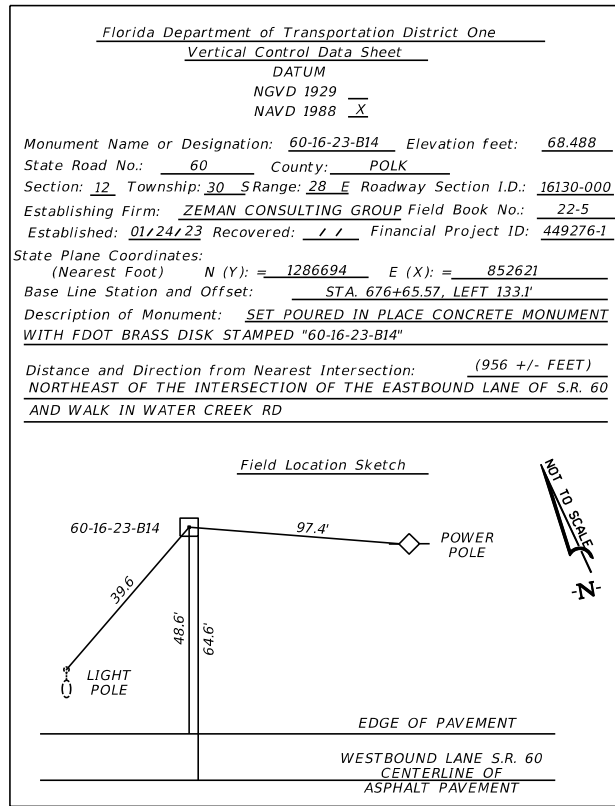 Florida Department of Transportation District One
Vertical Control Data Sheet
DATUM
NGVD 1929
NAVD 1988 X
Monument Name or Designation: 60-16-23-B14 Elevation feet: 68.488
State Road No.: 60 County: POLK
Section: 12 Township: 30 S Range: 28 E Roadway Section I.D.: 16130-000
Establishing Firm: ZEMAN CONSULTING GROUP Field Book No.: 22-5
Established: 01/24/23 Recovered: / / Financial Project ID: 449276-1
State Plane Coordinates:
(Nearest Foot) N (Y): = 1286694 E (X): = 852621
Base Line Station and Offset: STA. 676+65.57, LEFT 133.1'
Description of Monument: SET POURED IN PLACE CONCRETE MONUMENT
WITH FDOT BRASS DISK STAMPED "60-16-23-B14"
Distance and Direction from Nearest Intersection: (956 +/- FEET)
NORTHEAST OF THE INTERSECTION OF THE EASTBOUND LANE OF S.R. 60
AND WALK IN WATER CREEK RD
Field Location Sketch
NOT TO SCALE
-N-
60-16-23-B14
97.4'
POWER
POLE
39.6
48.6'
64.6'
LIGHT
POLE
EDGE OF PAVEMENT
WESTBOUND LANE S.R. 60
CENTERLINE OF
ASPHALT PAVEMENT